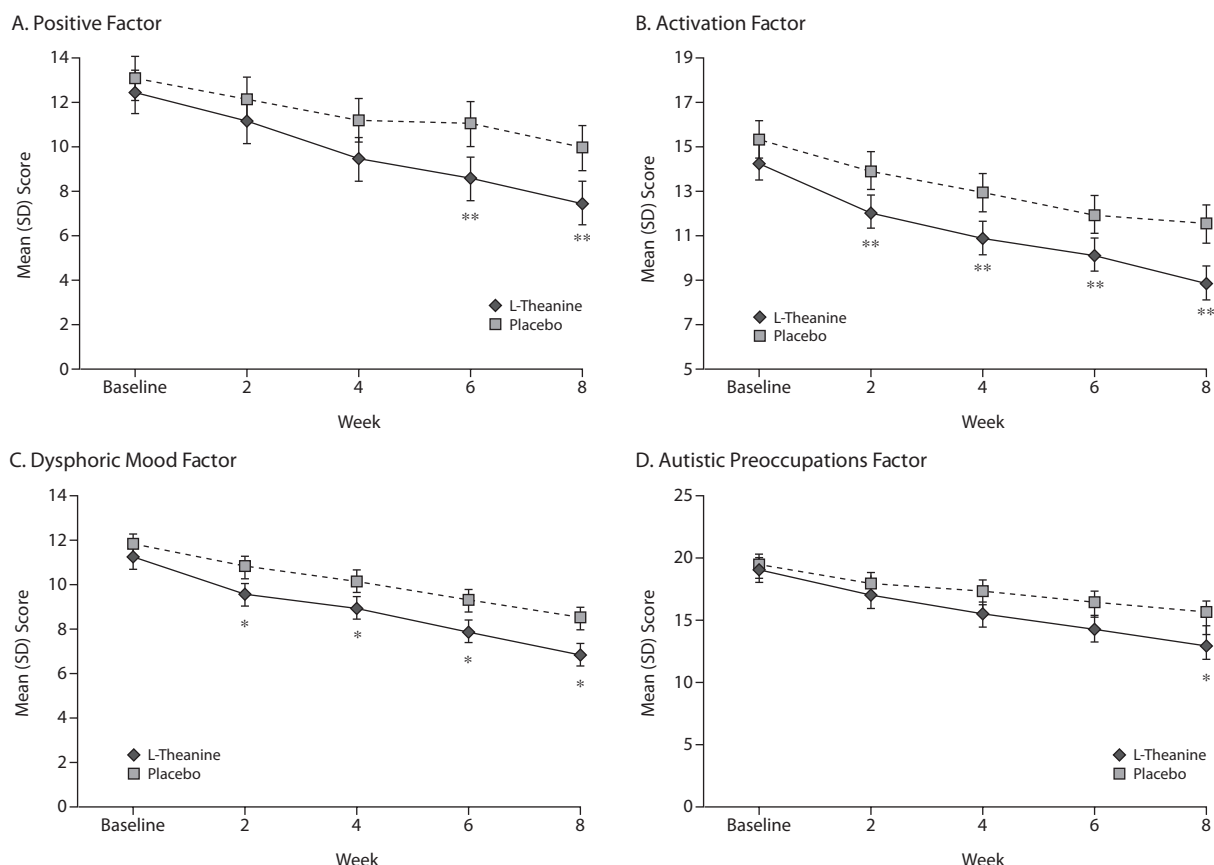 A. Positive Factor
Mean (SD) Score
14
12
10
8
6
4
2
0
**
**
L-Theanine
Placebo
Baseline 2 4 6 8
Week
B. Activation Factor
Mean (SD) Score
19
17
15
13
11
9
7
5
**
**
**
**
L-Theanine
Placebo
Baseline 2 4 6 8
Week
C. Dysphoric Mood Factor
Mean (SD) Score
14
12
10
8
6
4
2
0
*
*
*
*
L-Theanine
Placebo
Baseline 2 4 6 8
Week
D. Autistic Preoccupations Factor
Mean (SD) Score
25
20
15
10
5
0
*
L-Theanine
Placebo
Baseline 2 4 6 8
Week